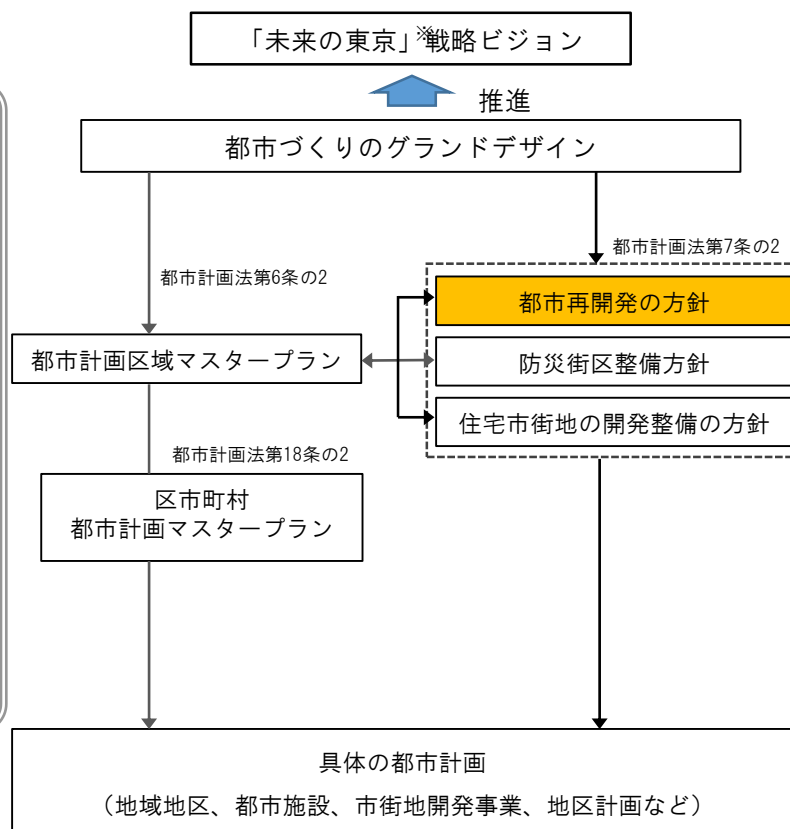 「未来の東京」※戦略ビジョン
推進
都市づくりのグランドデザイン
都市計画法第7条の2
都市計画法第6条の2
都市再開発の方針
都市計画区域マスタープラン
防災街区整備方針
住宅市街地の開発整備の方針
都市計画法第18条の2
区市町村
都市計画マスタープラン
具体の都市計画
（地域地区、都市施設、市街地開発事業、地区計画など）